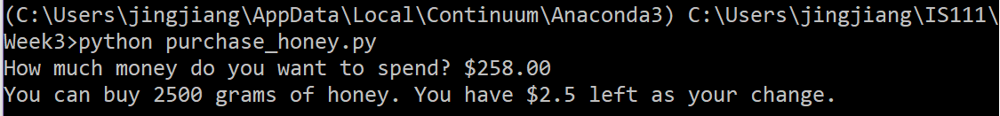 (C:\Users\jingjiang\AppData\Local\Continuum\Anaconda3) C:\Users\jingjiang\IS111\
Week3>python purchase_honey.py
How much money do you want to spend? $258.00
You can buy 2500 grams of honey. You have $2.5 left as your change.